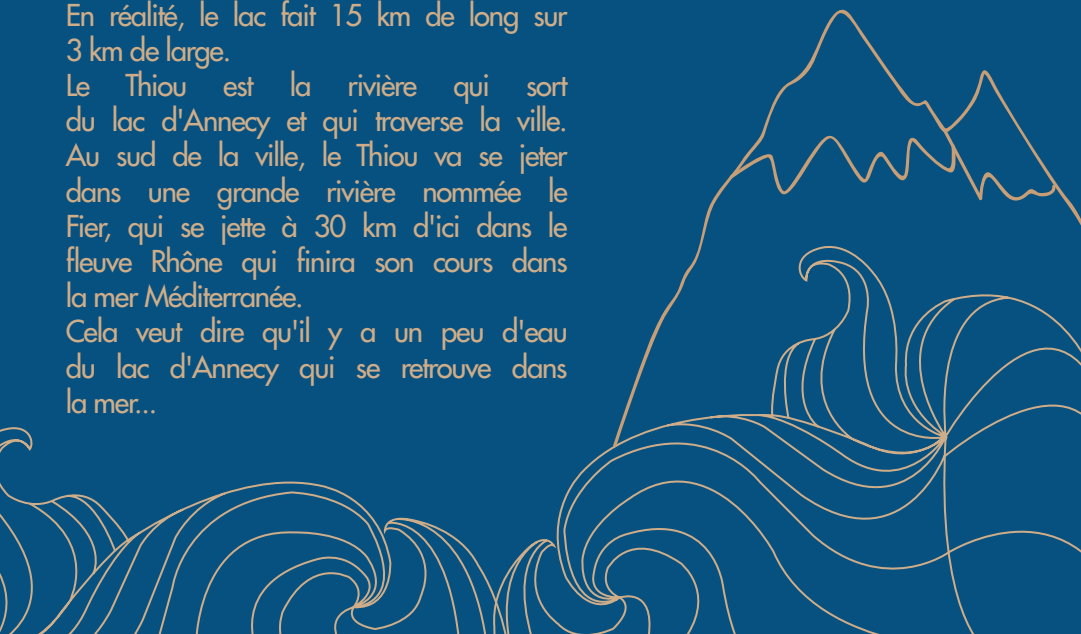 En réalité, le lac fait 15 km de long sur
3 km de large.
Le Thiou est la rivière qui sort
du lac d'Annecy et qui traverse la ville.
Au sud de la ville, le Thiou va se jeter
dans une grande rivière nommée le
Fier, qui se jette à 30 km d'ici dans le
fleuve Rhône qui finira son cours dans
la mer Méditerranée.
Cela veut dire qu'il y a un peu d'eau
du lac d'Annecy qui se retrouve dans
la mer...